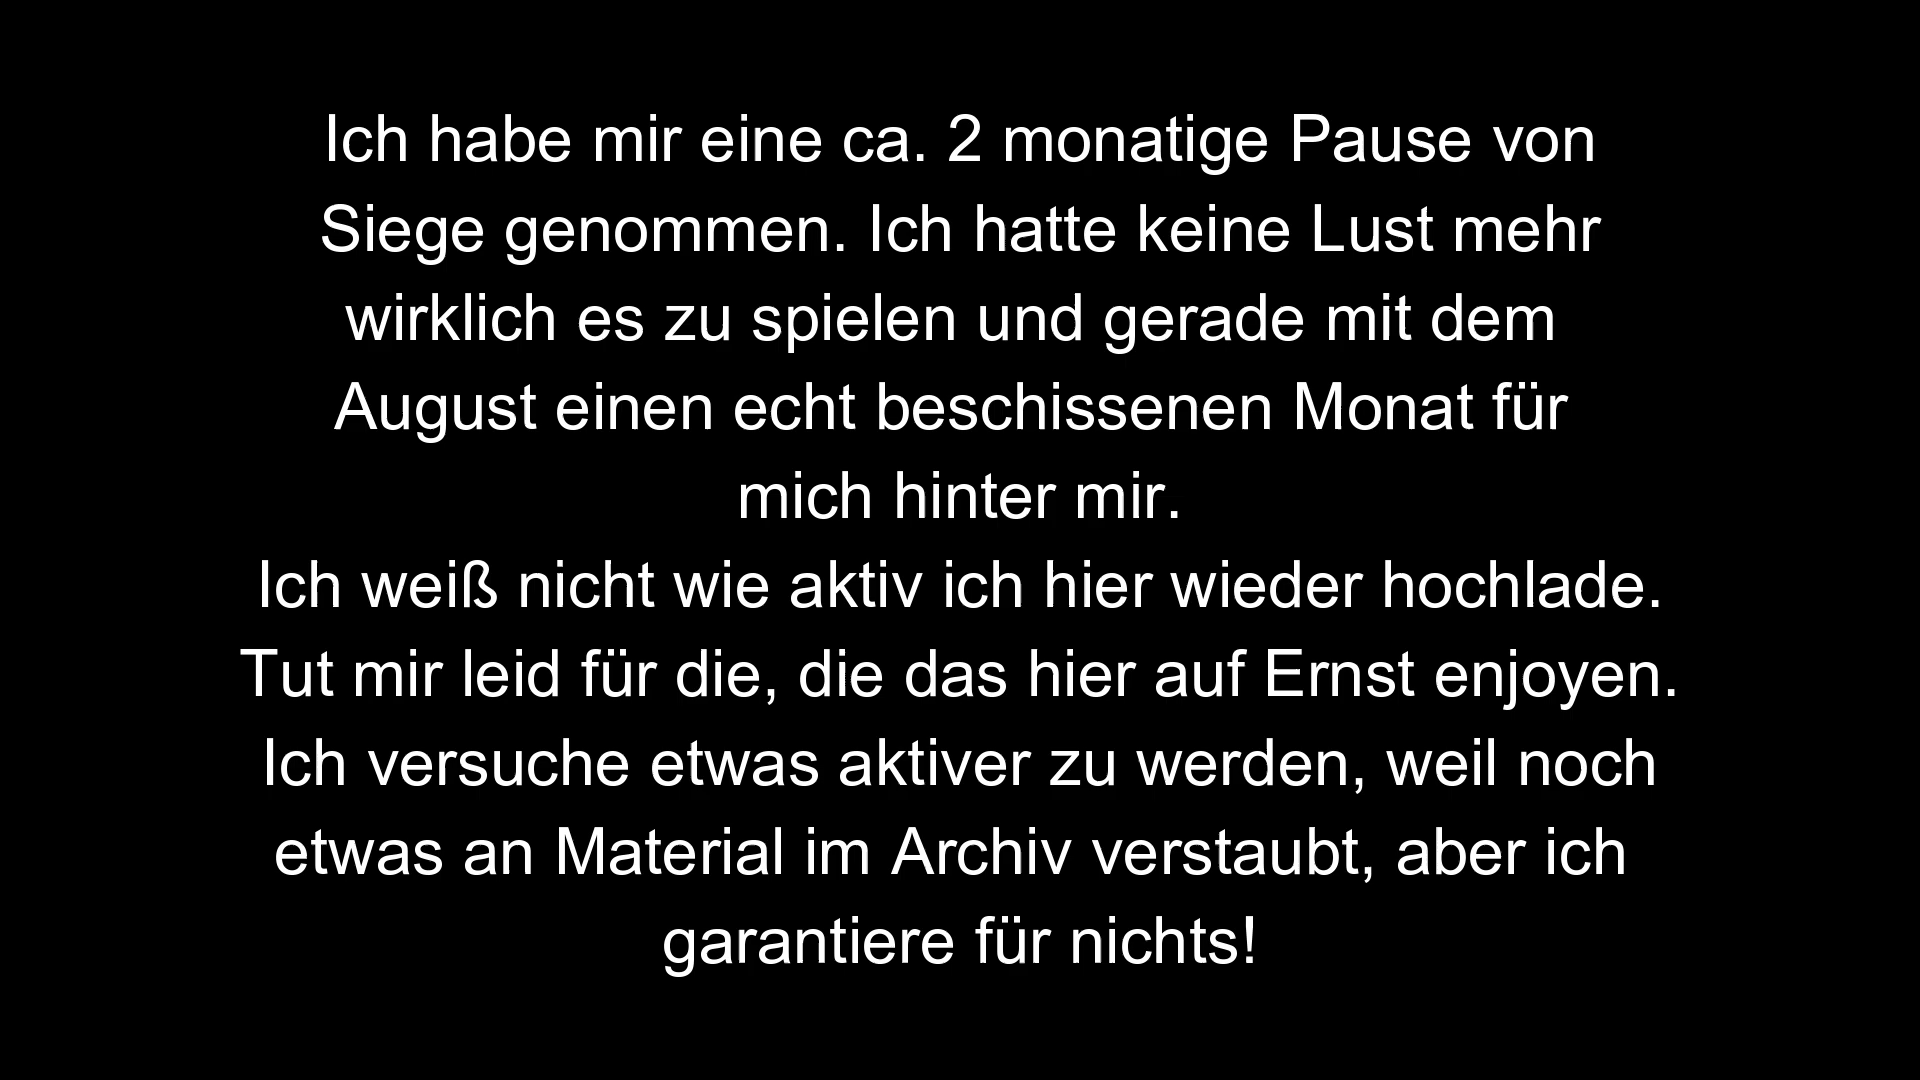 Ich habe mir eine ca. 2 monatige Pause von
Siege genommen. Ich hatte keine Lust mehr
wirklich es zu spielen und gerade mit dem
August einen echt beschissenen Monat für
mich hinter mir.
Ich weiß nicht wie aktiv ich hier wieder hochlade.
Tut mir leid für die, die das hier auf Ernst enjoyen.
Ich versuche etwas aktiver zu werden, weil noch
etwas an Material im Archiv verstaubt, aber ich
garantiere für nichts!